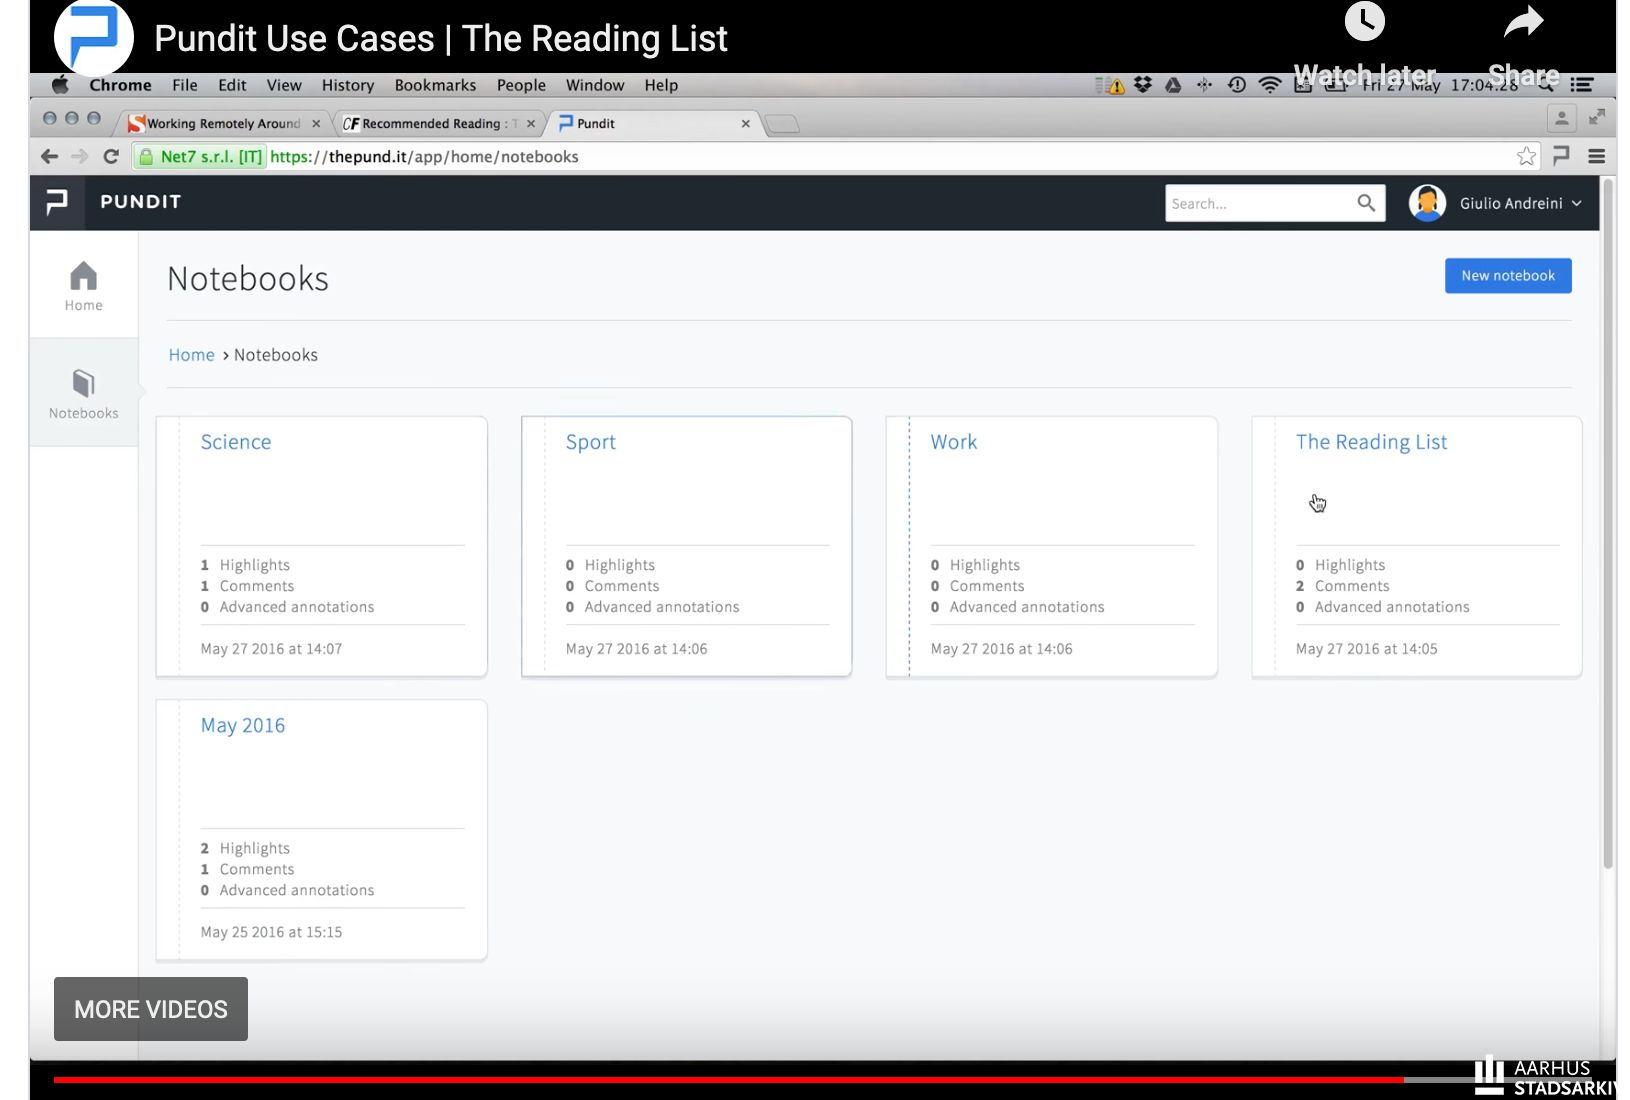 Pundit Use Cases | The Reading List
Watch later
Share
Chrome File Edit View History Bookmarks People Window Help
Fri 27 May 17:04:28
Working Remotely Around
CF Recommended Reading :
Pundit
Net7 s.r.l. [IT] https://thepund.it/app/home/notebooks
PUNDIT
Search...
Giulio Andreini
Home
Notebooks
Notebooks
New notebook
Home › Notebooks
Science
1 Highlights
1 Comments
0 Advanced annotations
May 27 2016 at 14:07
Sport
0 Highlights
0 Comments
0 Advanced annotations
May 27 2016 at 14:06
Work
0 Highlights
0 Comments
0 Advanced annotations
May 27 2016 at 14:06
The Reading List
0 Highlights
2 Comments
0 Advanced annotations
May 27 2016 at 14:05
May 2016
2 Highlights
1 Comments
0 Advanced annotations
May 25 2016 at 15:15
MORE VIDEOS
AARHUS
STADSARKIV